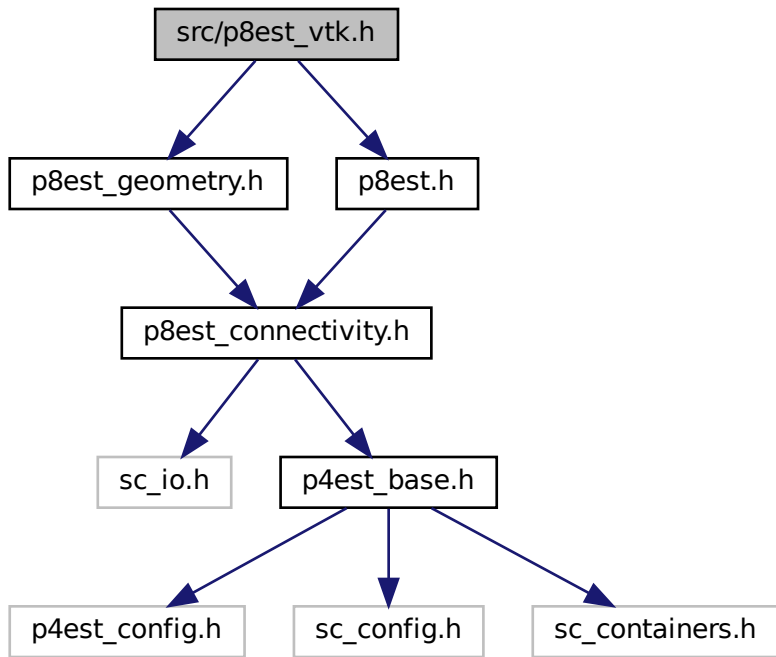 src/p8est_vtk.h
p8est_geometry.h
p8est.h
p8est_connectivity.h
sc_io.h
p4est_base.h
p4est_config.h
sc_config.h
sc_containers.h